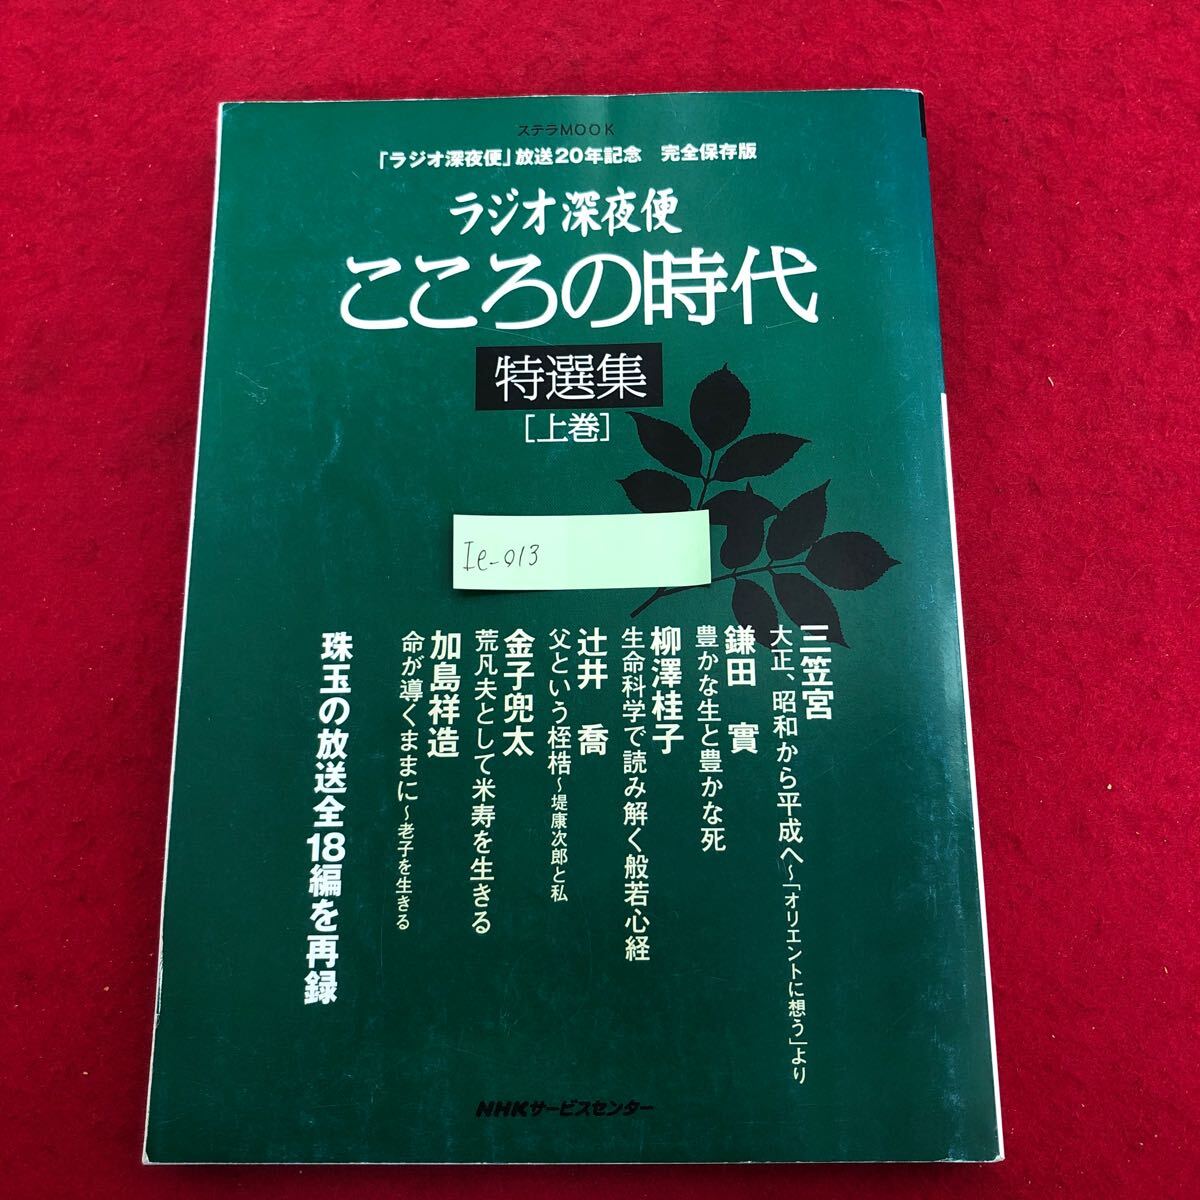 ステラMOOK
「ラジオ深夜便」放送20年記念 完全保存版
ラジオ深夜便
こころの時代
特選集
[上巻]
Ie-013
三笠宮
大正、昭和から平成へ～「オリエントに想う」より
鎌田 實
豊かな生と豊かな死
柳澤桂子
生命科学で読み解く般若心経
辻井 喬
父という桎梏～堤康次郎と私
金子兜太
荒凡夫として米寿を生きる
加島祥造
命が導くままに～老子を生きる
珠玉の放送全18編を再録
NHKサービスセンター